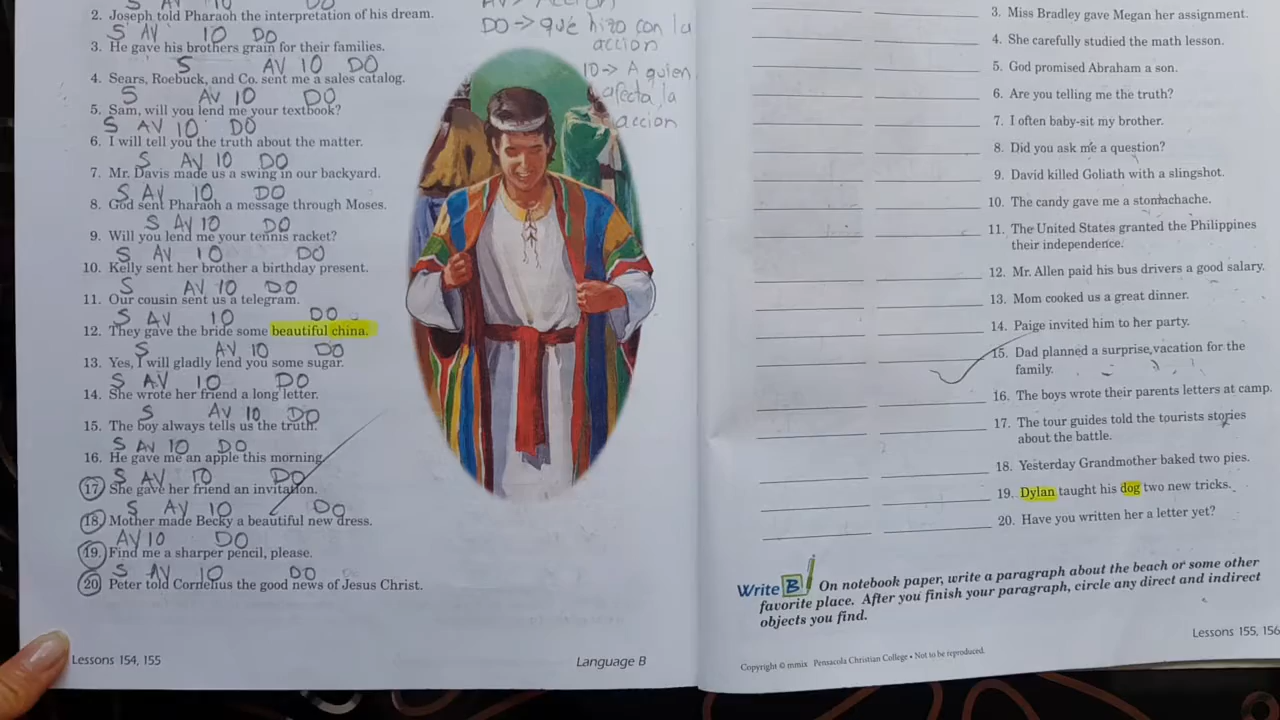 S AV IO DO
2. Joseph told Pharaoh the interpretation of his dream.
S AV IO DO
3. He gave his brothers grain for their families.
S AV IO DO
4. Sears, Roebuck, and Co. sent me a sales catalog.
S AV IO DO
5. Sam, will you lend me your textbook?
S AV IO DO
6. I will tell you the truth about the matter.
S AV IO DO
7. Mr. Davis made us a swing in our backyard.
S AV IO DO
8. God sent Pharaoh a message through Moses.
S AV IO DO
9. Will you lend me your tennis racket?
S AV IO DO
10. Kelly sent her brother a birthday present.
S AV IO DO
11. Our cousin sent us a telegram.
S AV IO DO
12. They gave the bride some beautiful china.
S AV IO DO
13. Yes, I will gladly lend you some sugar.
S AV IO DO
14. She wrote her friend a long letter.
S AV IO DO
15. The boy always tells us the truth.
S AV IO DO
16. He gave me an apple this morning.
S AV IO DO
17. She gave her friend an invitation.
S AV IO DO
18. Mother made Becky a beautiful new dress.
AV IO DO
19. Find me a sharper pencil, please.
S AV IO DO
20. Peter told Cornelius the good news of Jesus Christ.
DO -> qué hizo con la
acción
IO -> A quien
afecta la
acción
Lessons 154, 155
Language B
3. Miss Bradley gave Megan her assignment.
4. She carefully studied the math lesson.
5. God promised Abraham a son.
6. Are you telling me the truth?
7. I often baby-sit my brother.
8. Did you ask me a question?
9. David killed Goliath with a slingshot.
10. The candy gave me a stomachache.
11. The United States granted the Philippines
their independence.
12. Mr. Allen paid his bus drivers a good salary.
13. Mom cooked us a great dinner.
14. Paige invited him to her party.
15. Dad planned a surprise vacation for the
family.
16. The boys wrote their parents letters at camp.
17. The tour guides told the tourists stories
about the battle.
18. Yesterday Grandmother baked two pies.
19. Dylan taught his dog two new tricks.
20. Have you written her a letter yet?
Write B On notebook paper, write a paragraph about the beach or some other
favorite place. After you finish your paragraph, circle any direct and indirect
objects you find.
Lessons 155, 156
Copyright © mmix Pensacola Christian College • Not to be reproduced.